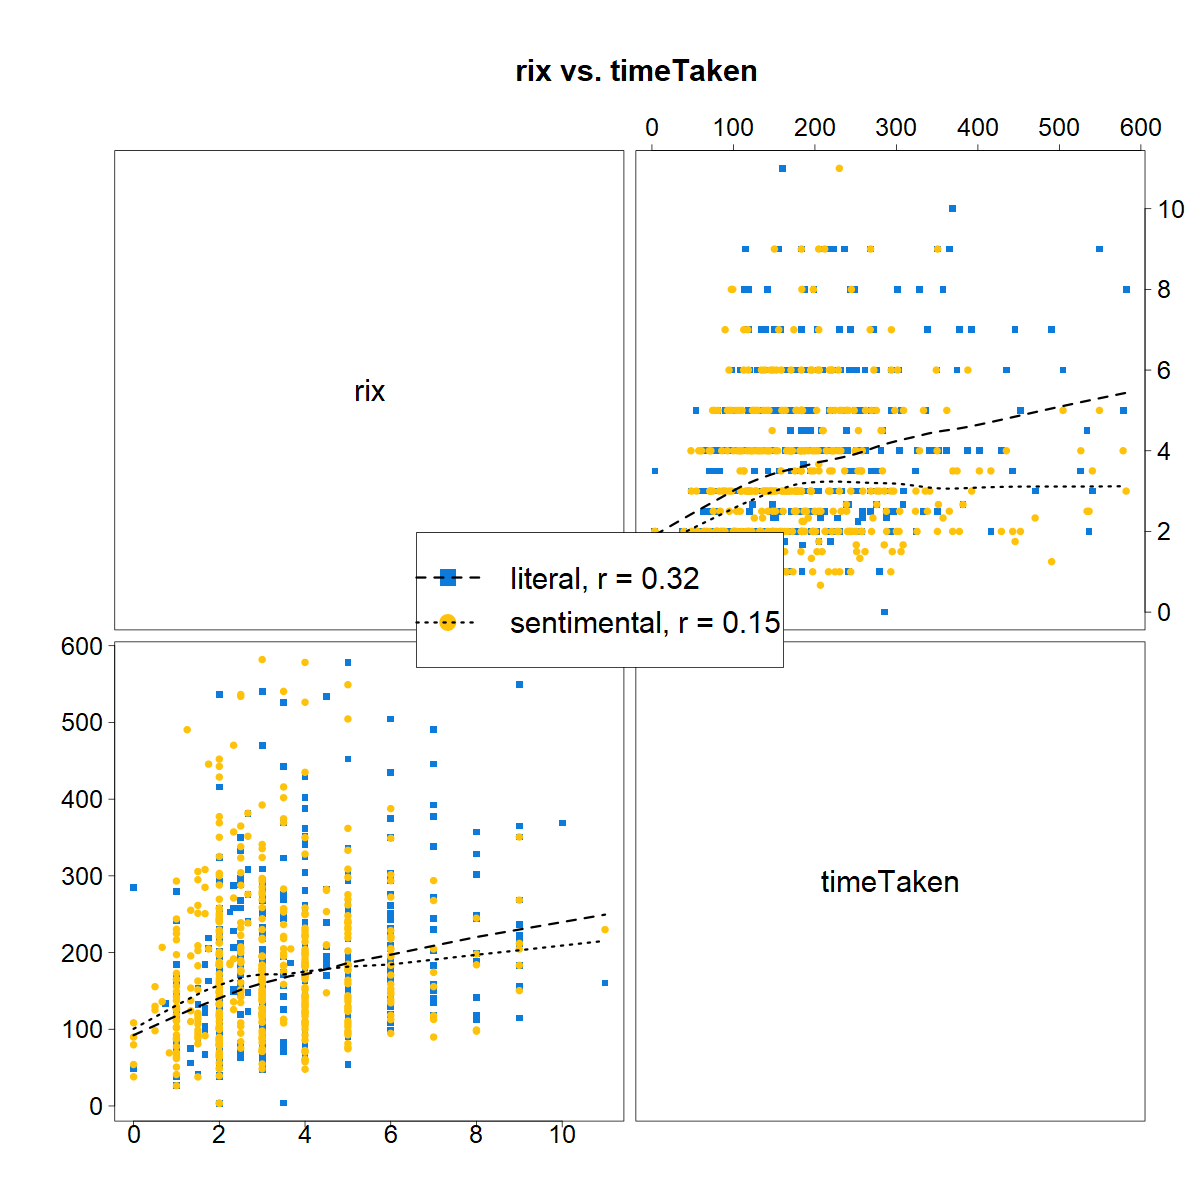 rix vs. timeTaken
0 100 200 300 400 500 600
rix
10
8
6
4
2
0
literal, r = 0.32
sentimental, r = 0.15
600
500
400
300
200
100
0
timeTaken
0 2 4 6 8 10